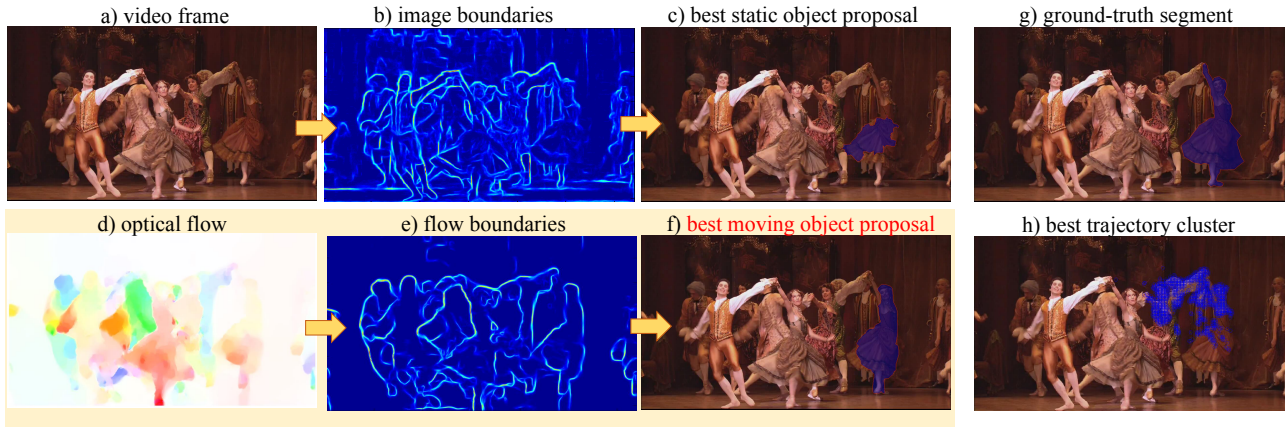 a) video frame
b) image boundaries
c) best static object proposal
g) ground-truth segment
d) optical flow
e) flow boundaries
f) best moving object proposal
h) best trajectory cluster